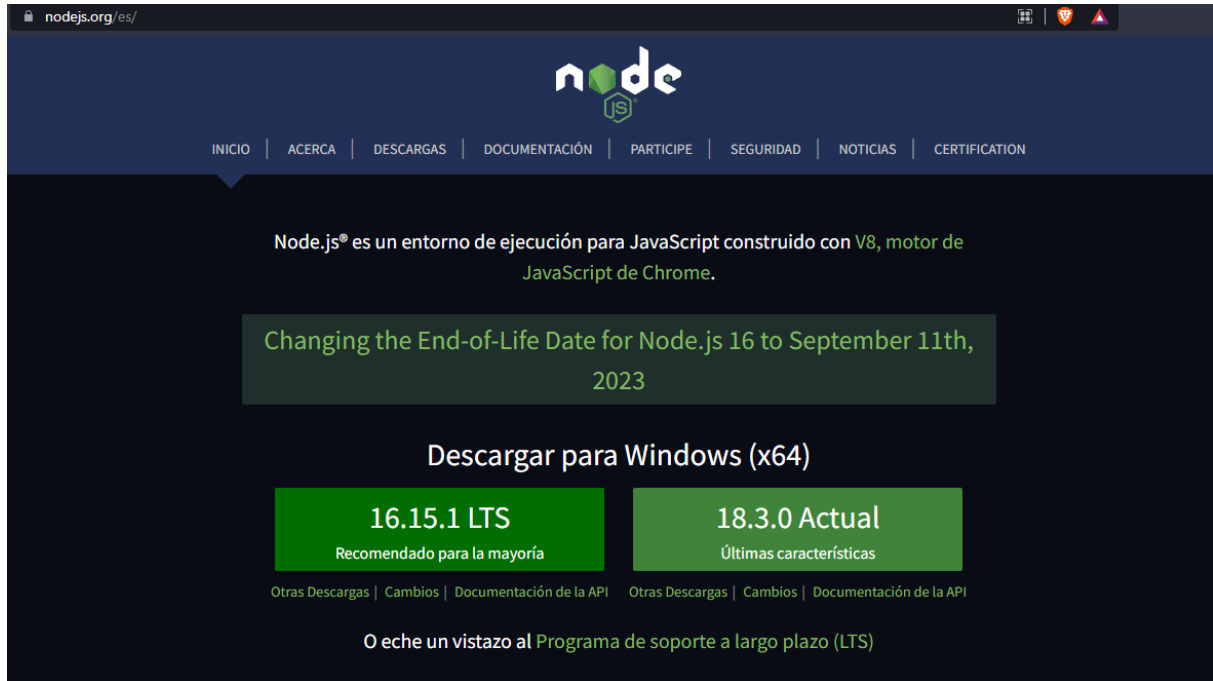 nodejs.org/es/
node
JS
INICIO | ACERCA | DESCARGAS | DOCUMENTACIÓN | PARTICIPE | SEGURIDAD | NOTICIAS | CERTIFICATION
Node.js® es un entorno de ejecución para JavaScript construido con V8, motor de
JavaScript de Chrome.
Changing the End-of-Life Date for Node.js 16 to September 11th,
2023
Descargar para Windows (x64)
16.15.1 LTS
Recomendado para la mayoría
18.3.0 Actual
Últimas características
Otras Descargas | Cambios | Documentación de la API
Otras Descargas | Cambios | Documentación de la API
O eche un vistazo al Programa de soporte a largo plazo (LTS)